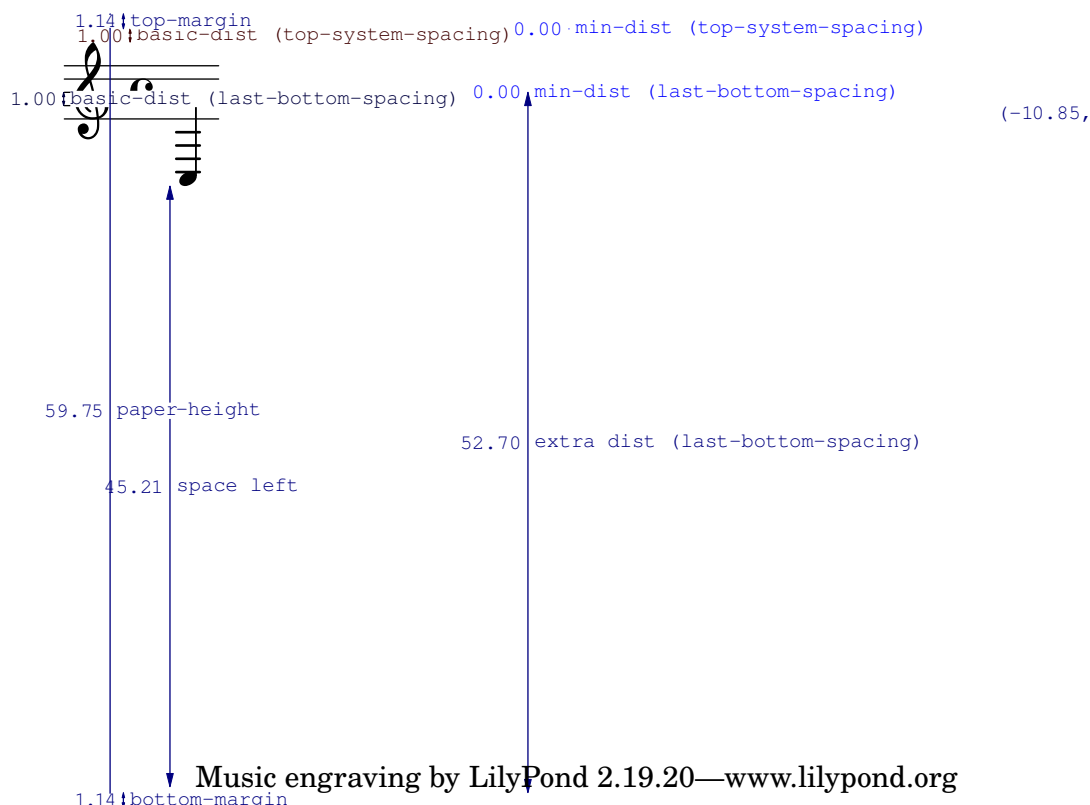 1.14 top-margin
1.00 basic-dist (top-system-spacing) 0.00 min-dist (top-system-spacing)
1.00 basic-dist (last-bottom-spacing) 0.00 min-dist (last-bottom-spacing)
(-10.85,
59.75 paper-height
52.70 extra dist (last-bottom-spacing)
45.21 space left
Music engraving by LilyPond 2.19.20—www.lilypond.org
1.14 bottom-margin